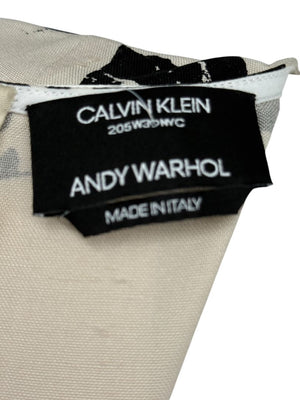 CALVIN KLEIN
205W39NYC
ANDY WARHOL
MADE IN ITALY